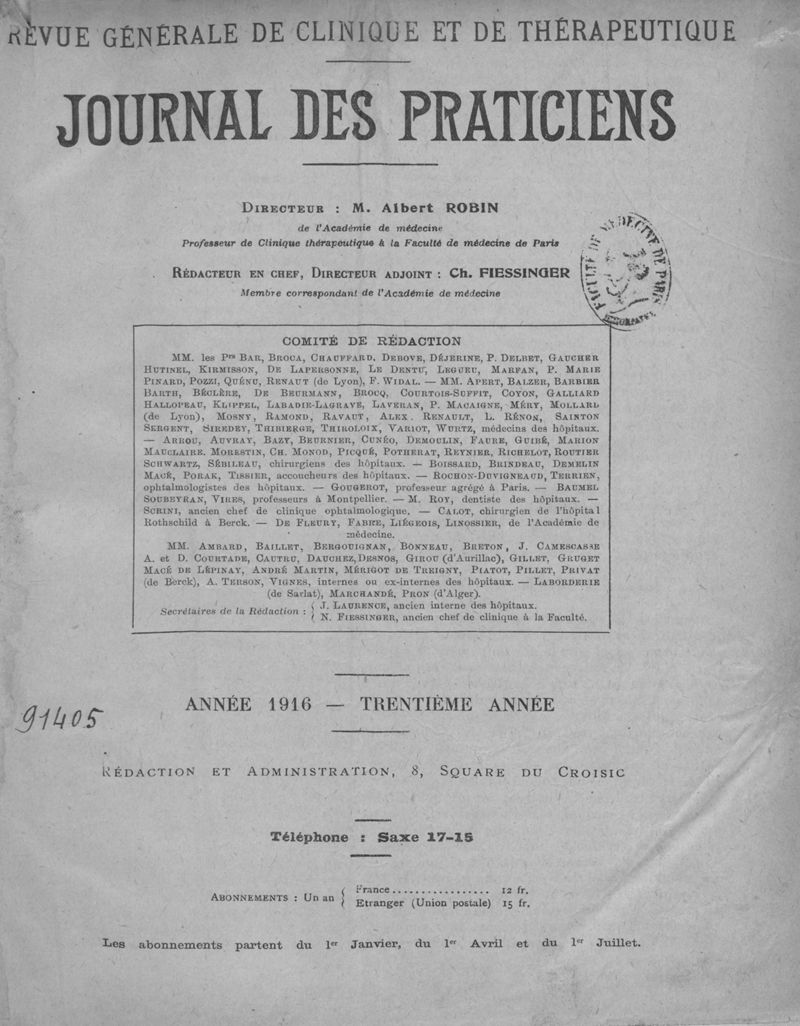 REVUE GÉNÉRALE DE CLINIQUE ET DE THÉRAPEUTIQUE
JOURNAL DES PRATICIENS
DIRECTEUR : M. Albert ROBIN
de l'Académie de médecine
Professeur de Clinique thérapeutique à la Faculté de médecine de Paris
RÉDACTEUR EN CHEF, DIRECTEUR ADJOINT : Ch. FIESSINGER
Membre correspondant de l'Académie de médecine
FACULTÉ DE MÉDECINE DE PARIS
COMITÉ DE RÉDACTION
MM. les Prs BAR, BROCA, CHAUFFARD, DEBOVE, DÉJERINE, P. DELBET, GAUCHER
HUTINEL, KIRMISSON, DE LAPERSONNE, LE DENTU, LEGUEU, MARFAN, P. MARIE
PINARD, POZZI, QUÉNU, RENAUT (de Lyon), F. WIDAL. — MM. APERT, BALZER, BARBIER
BARTH, BÉCLÈRE, DE BEURMANN, BROCQ, COURTOIS-SUFFIT, COYON, GALLIARD
HALLOPEAU, KLIPPEL, LABADIE-LAGRAVE, LAVERAN, P. MACAIGNE, MÉRY, MOLLARD
(de Lyon), MOSNY, RAMOND, RAVAUT, ALEX. RENAULT, L. RÉNON, SAINTON
SERGENT, SIREDEY, THIBIERGE, THIROLOIX, VARIOT, WURTZ, médecins des hôpitaux.
— ARROU, AUVRAY, BAZY, BEURNIER, CUNÉO, DEMOULIN, FAURE, GUIBÉ, MARION
MAUCLAIRE, MORESTIN, CH. MONOD, PICQUÉ, POTHERAT, REYNIER, RICHELOT, ROUTIER
SCHWARTZ, SÉBILEAU, chirurgiens des hôpitaux. — BOISSARD, BRINDEAU, DEMELIN
MACÉ, PORAK, TISSIER, accoucheurs des hôpitaux. — ROCHON-DUVIGNEAUD, TERRIEN,
ophtalmologistes des hôpitaux. — GOUGEROT, professeur agrégé à Paris. — BAUMEL
SOUBEYRAN, VIRES, professeurs à Montpellier. — M. ROY, dentiste des hôpitaux. —
SCRINI, ancien chef de clinique ophtalmologique. — CALOT, chirurgien de l'hôpital
Rothschild à Berck. — DE FLEURY, FABRE, LIÉGEOIS, LINOSSIER, de l'Académie de
médecine.
MM. AMBARD, BAILLET, BERGOUIGNAN, BONNEAU, BRETON, J. CAMESCASSE
A. et D. COURTADE, CAUTRU, DAUCHEZ, DESNOS, GIROU (d'Aurillac), GILLET, GRUGET
MACÉ DE LÉPINAY, ANDRÉ MARTIN, MÉRIGOT DE TREIGNY, PIATOT, PILLET, PRIVAT
(de Berck), A. TERSON, VIGNES, internes ou ex-internes des hôpitaux. — LABORDERIE
(de Sarlat), MARCHANDÉ, PRON (d'Alger).
Secrétaires de la Rédaction : { J. LAURENCE, ancien interne des hôpitaux.
{ N. FIESSINGER, ancien chef de clinique à la Faculté.
ANNÉE 1916 — TRENTIÈME ANNÉE
91405
RÉDACTION ET ADMINISTRATION, 8, SQUARE DU CROISIC
Téléphone : Saxe 17-15
ABONNEMENTS : Un an { France ................. 12 fr.
{ Etranger (Union postale) 15 fr.
Les abonnements partent du 1er Janvier, du 1er Avril et du 1er Juillet.